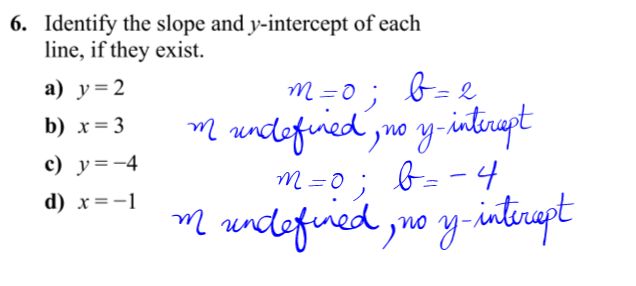 6. Identify the slope and y-intercept of each
line, if they exist.
a) y = 2 m = 0 ; b = 2
b) x = 3 m undefined, no y-intercept
c) y = -4 m = 0 ; b = -4
d) x = -1 m undefined, no y-intercept